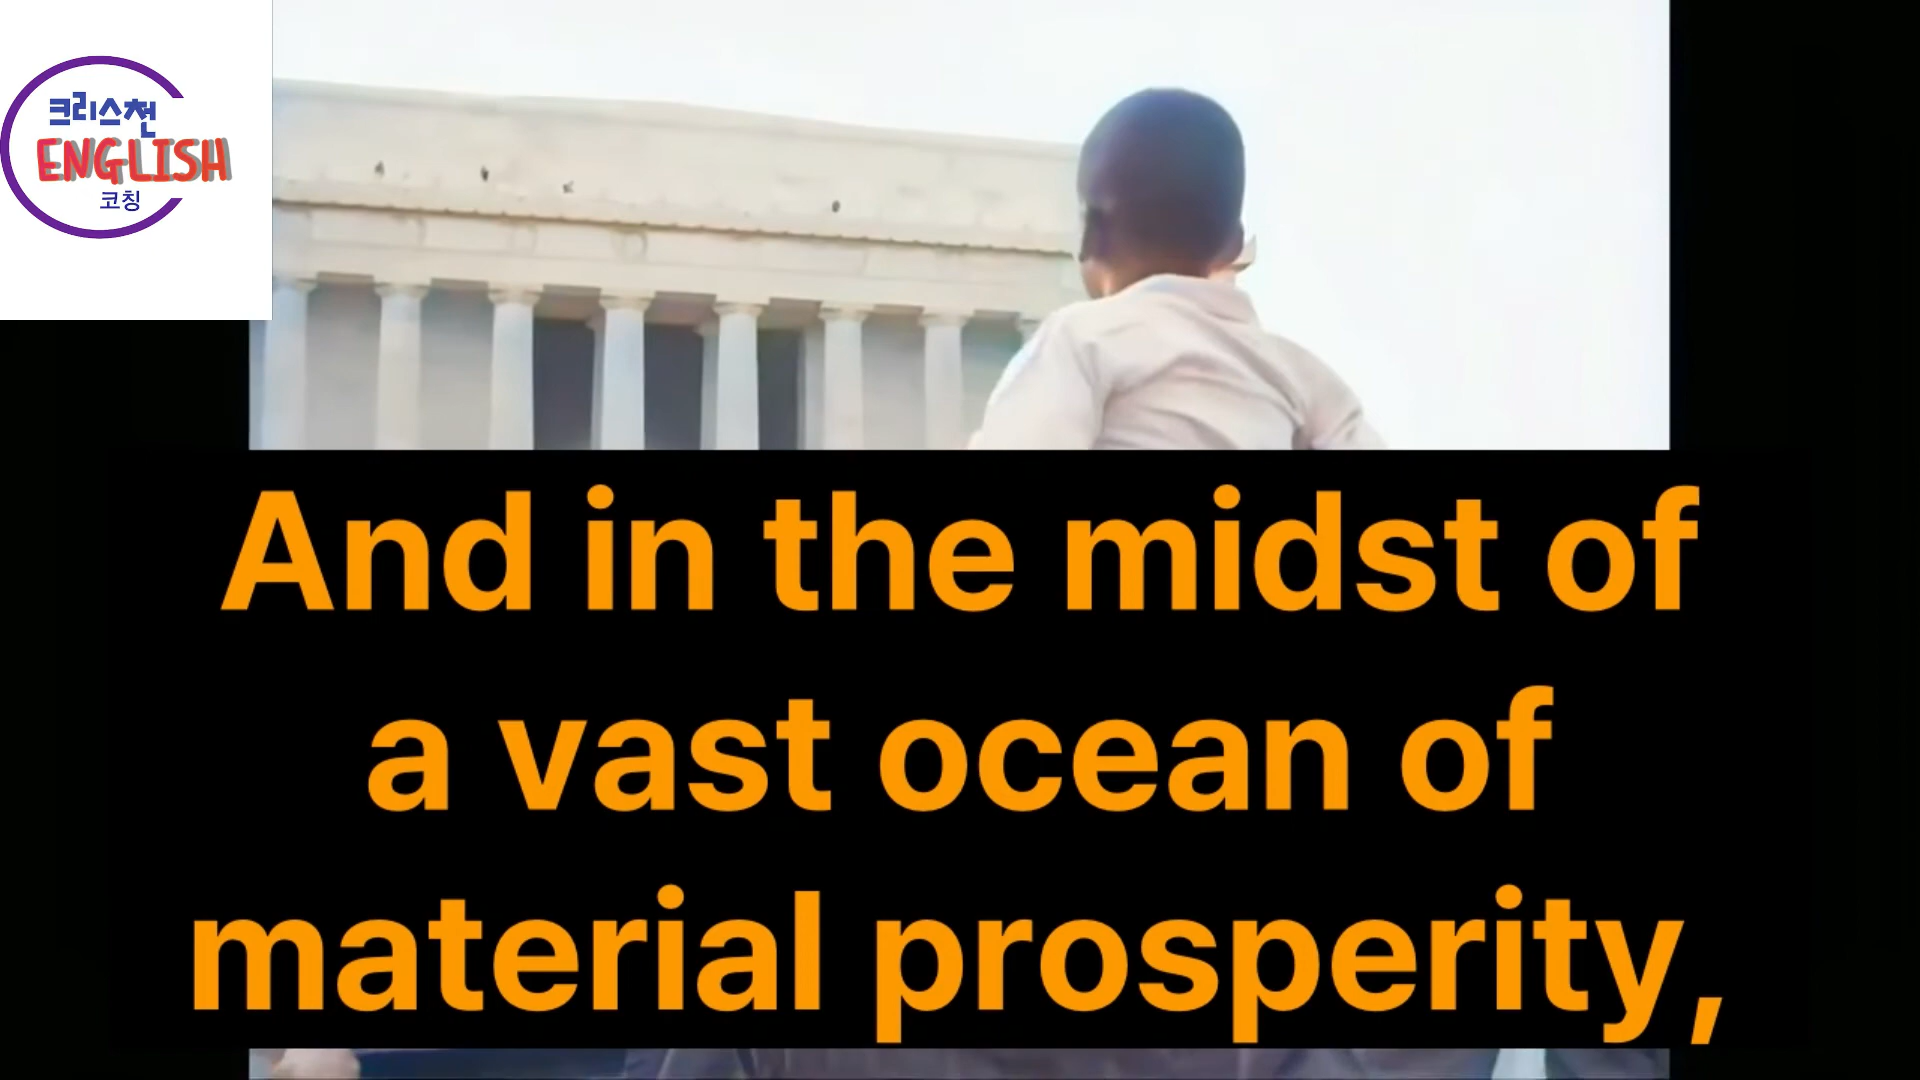 크리스천
ENGLISH
코칭
And in the midst of
a vast ocean of
material prosperity,